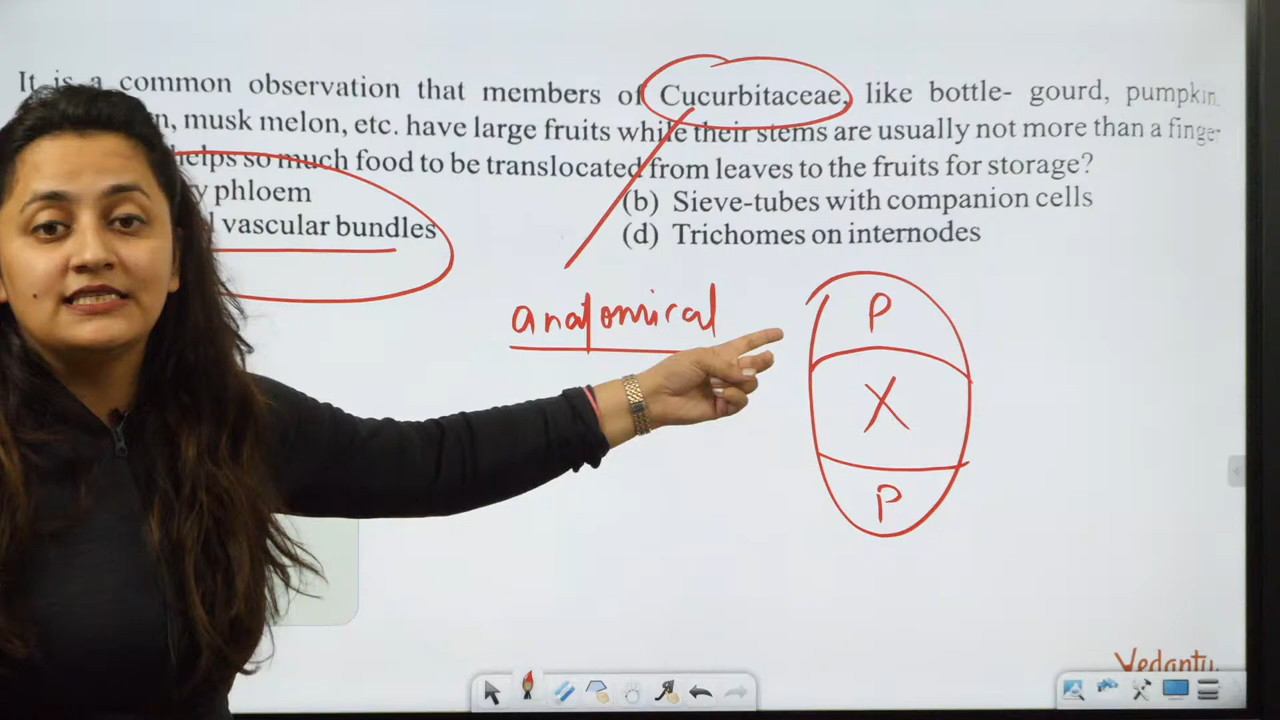 It is a common observation that members of Cucurbitaceae, like bottle- gourd, pumpkin,
musk melon, etc. have large fruits while their stems are usually not more than a finger
helps so much food to be translocated from leaves to the fruits for storage?
phloem
(b) Sieve-tubes with companion cells
vascular bundles
(d) Trichomes on internodes
anatomical
P
X
P
Vedantu